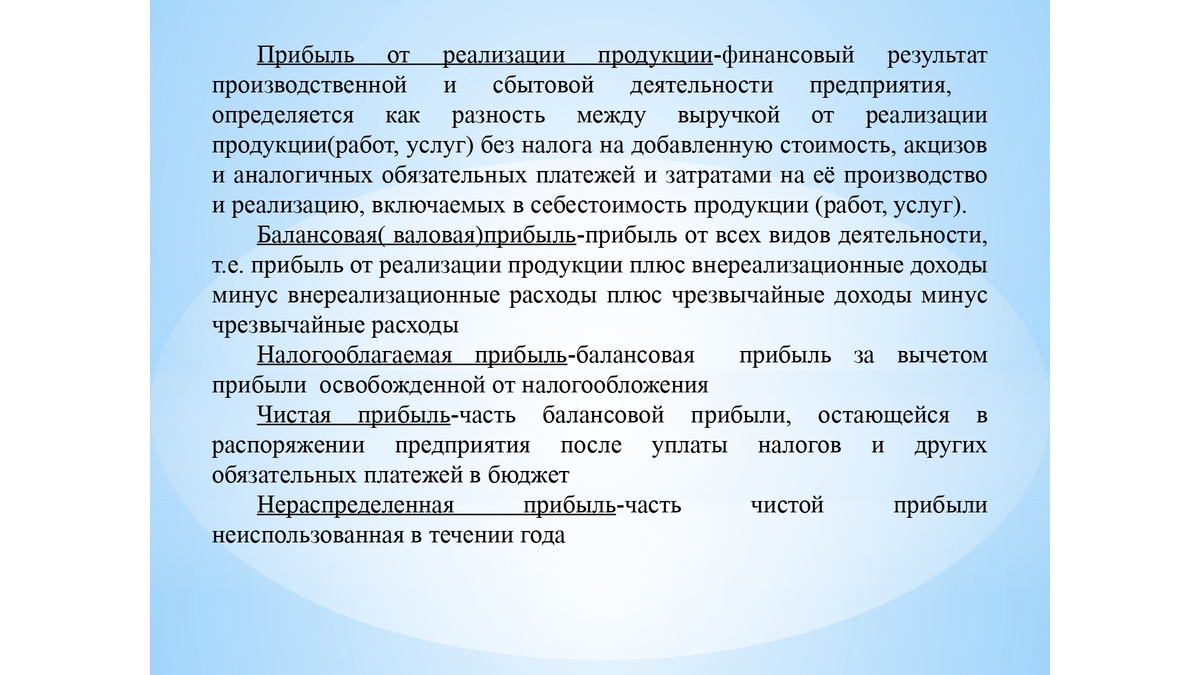 Прибыль от реализации продукции-финансовый результат
производственной и сбытовой деятельности предприятия,
определяется как разность между выручкой от реализации
продукции(работ, услуг) без налога на добавленную стоимость, акцизов
и аналогичных обязательных платежей и затратами на её производство
и реализацию, включаемых в себестоимость продукции (работ, услуг).
Балансовая( валовая)прибыль-прибыль от всех видов деятельности,
т.е. прибыль от реализации продукции плюс внереализационные доходы
минус внереализационные расходы плюс чрезвычайные доходы минус
чрезвычайные расходы
Налогооблагаемая прибыль-балансовая прибыль за вычетом
прибыли освобожденной от налогообложения
Чистая прибыль-часть балансовой прибыли, остающейся в
распоряжении предприятия после уплаты налогов и других
обязательных платежей в бюджет
Нераспределенная прибыль-часть чистой прибыли
неиспользованная в течении года